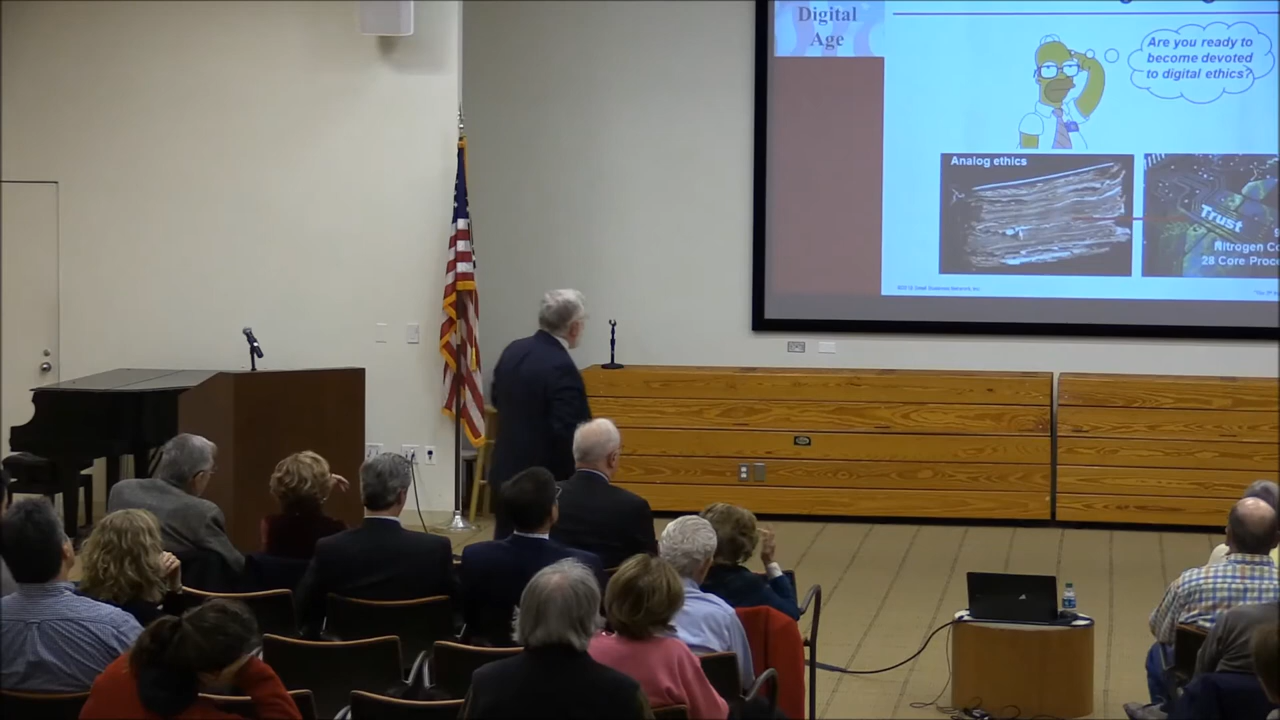 Digital
Age
Are you ready to
become devoted
to digital ethics?
Analog ethics
Trust
Nitrogen Co
28 Core Proc